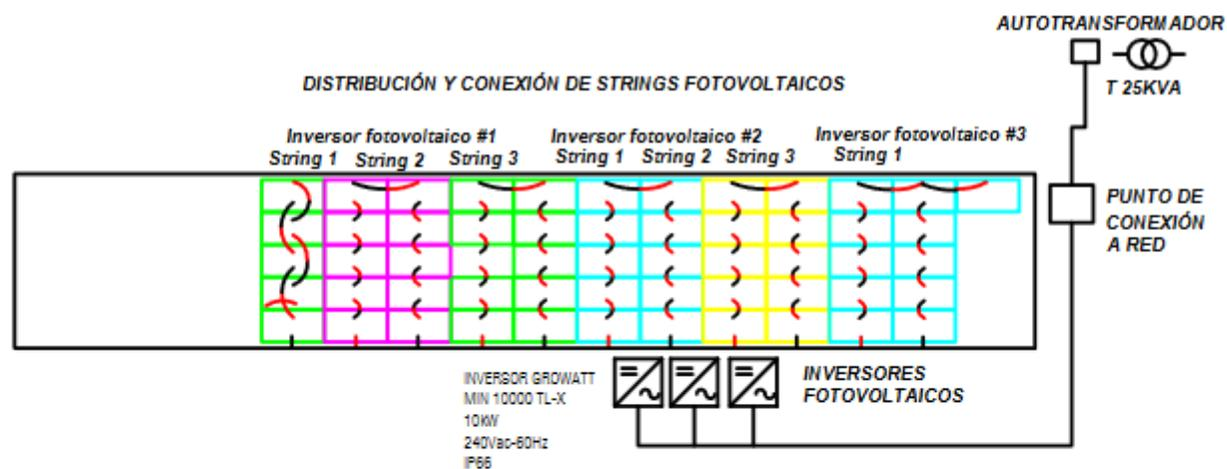 AUTOTRANSFORMADOR
T 25KVA
DISTRIBUCIÓN Y CONEXIÓN DE STRINGS FOTOVOLTAICOS
Inversor fotovoltaico #1
String 1 String 2 String 3
Inversor fotovoltaico #2
String 1 String 2 String 3
Inversor fotovoltaico #3
String 1
PUNTO DE
CONEXIÓN
A RED
INVERSOR GROWATT
MIN 10000 TL-X
10KW
240Vac-60Hz
IP66
INVERSORES
FOTOVOLTAICOS